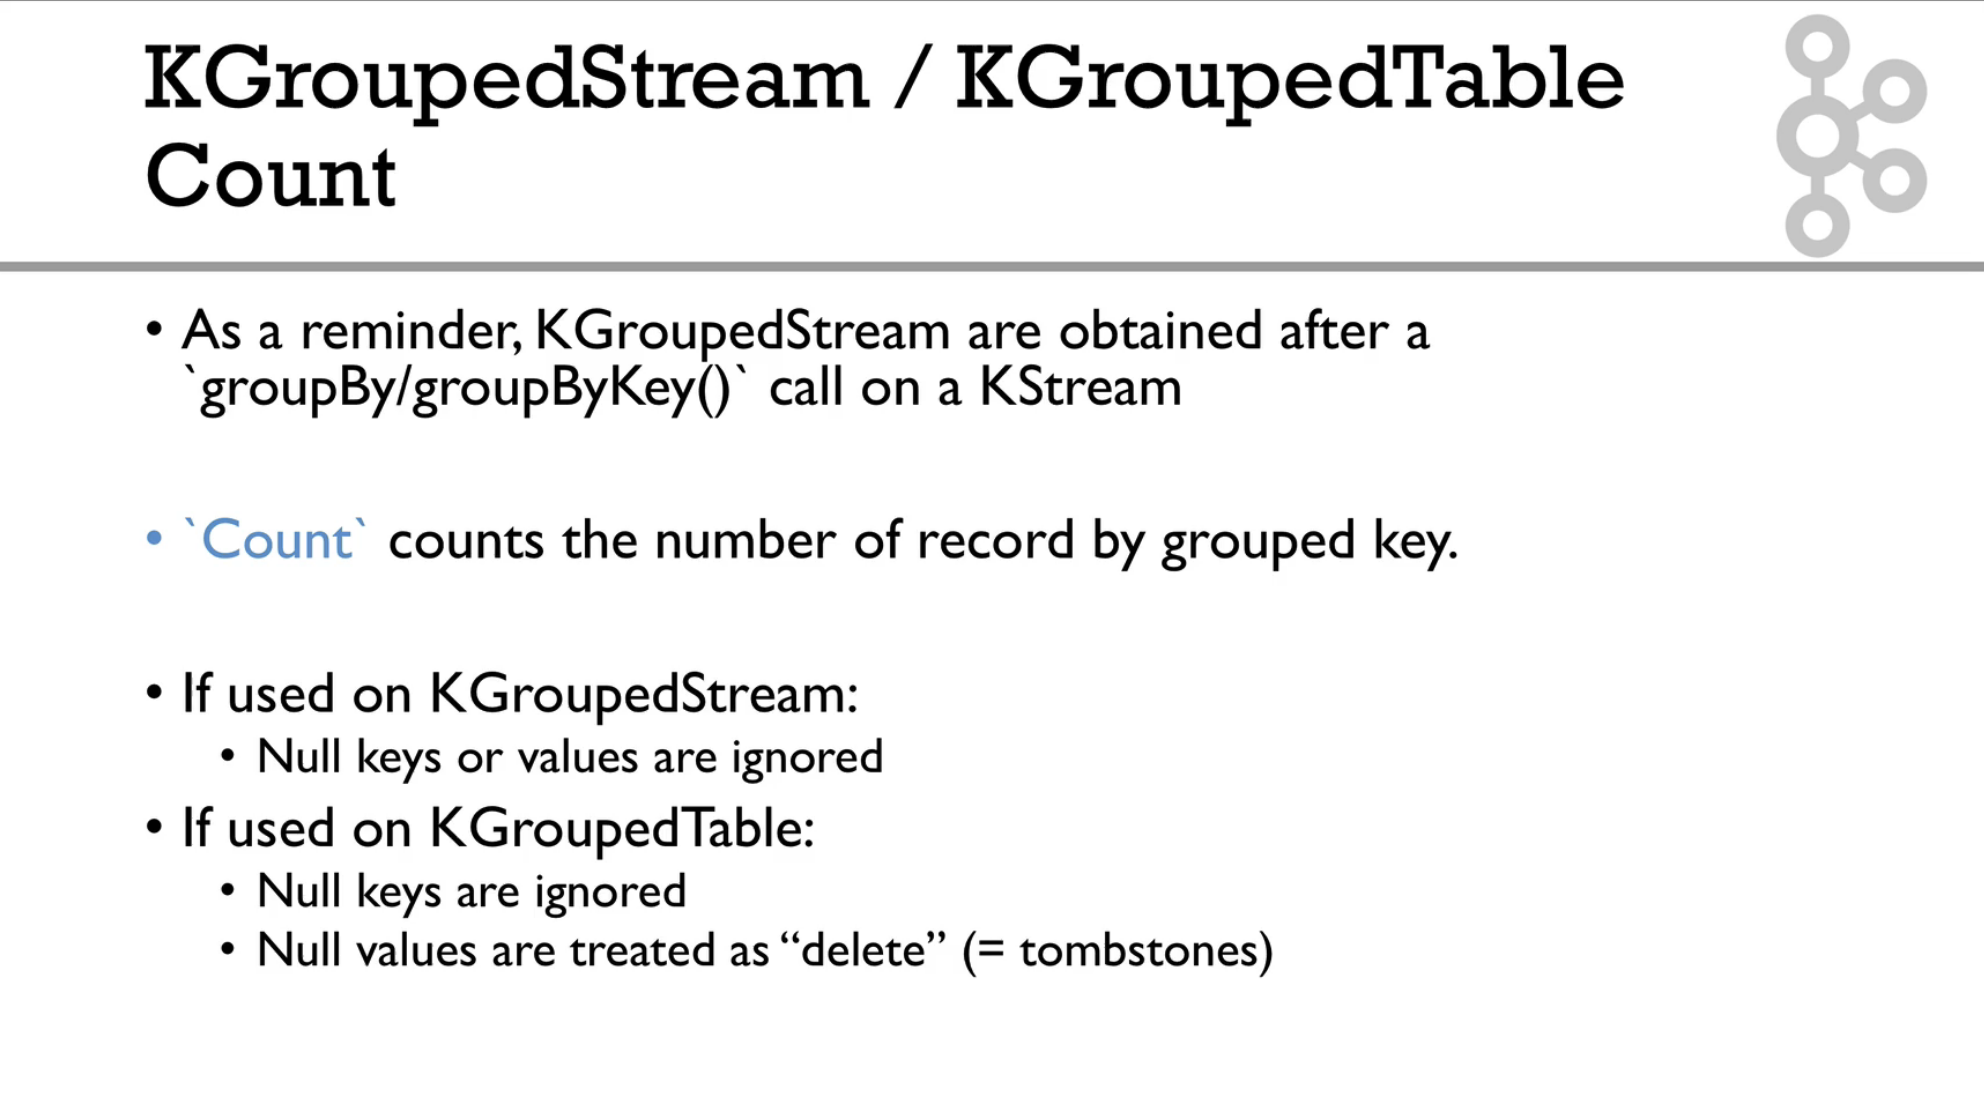 KGroupedStream / KGroupedTable
Count
• As a reminder, KGroupedStream are obtained after a
`groupBy/groupByKey()` call on a KStream
• `Count` counts the number of record by grouped key.
• If used on KGroupedStream:
• Null keys or values are ignored
• If used on KGroupedTable:
• Null keys are ignored
• Null values are treated as “delete” (= tombstones)